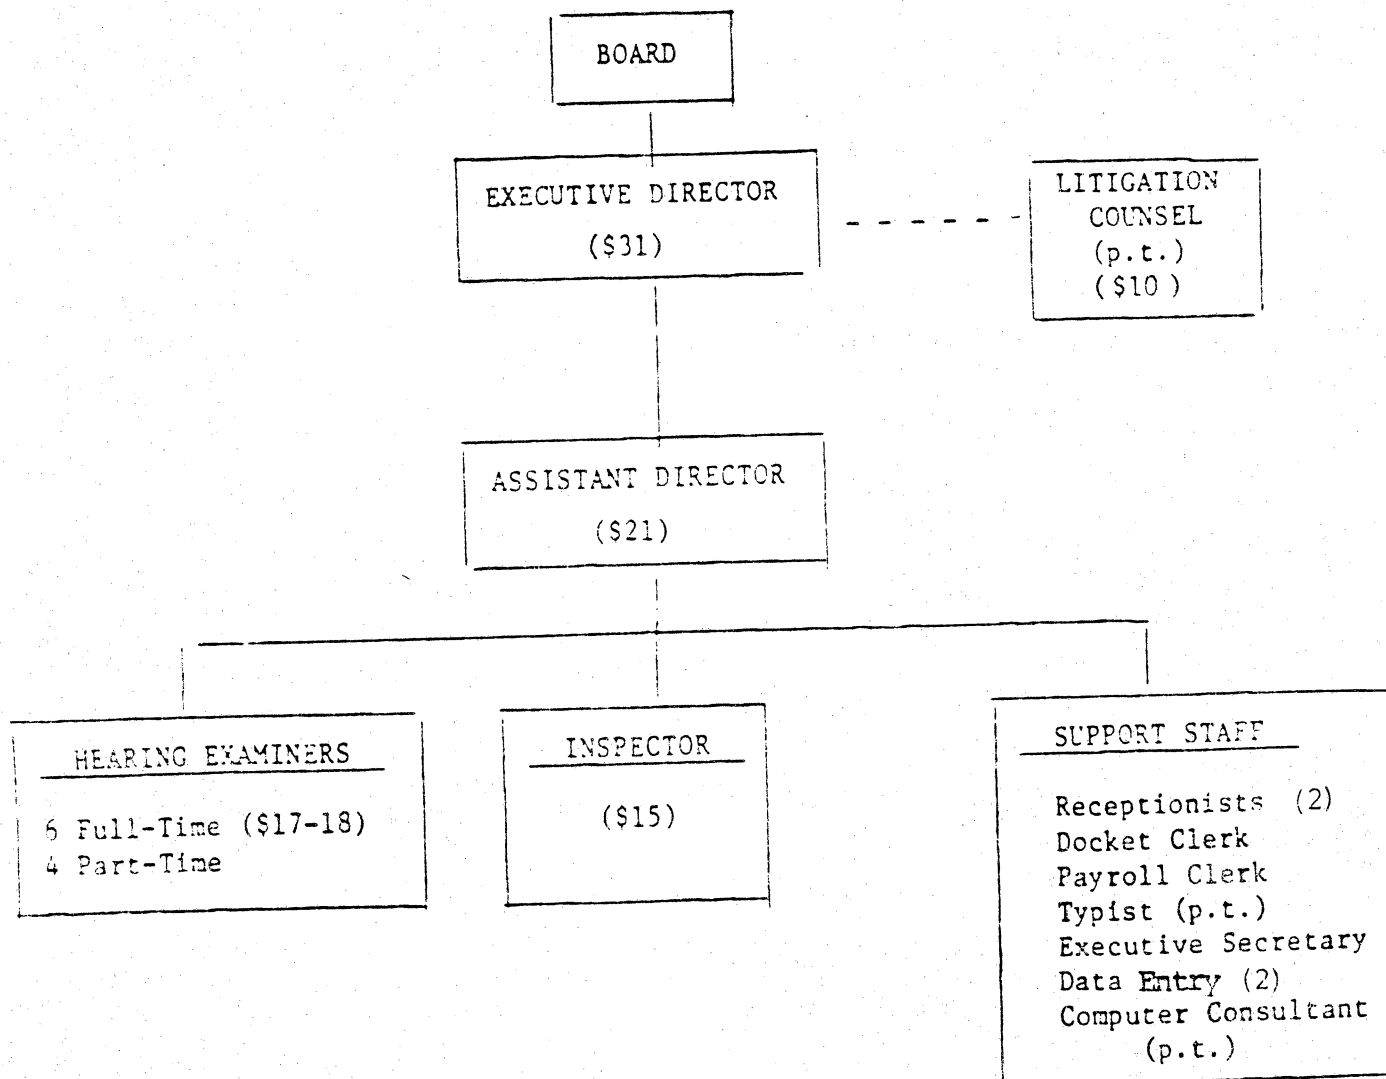 BOARD
EXECUTIVE DIRECTOR
($31)
LITIGATION
COUNSEL
(p.t.)
($10 )
ASSISTANT DIRECTOR
($21)
HEARING EXAMINERS
6 Full-Time ($17-18)
4 Part-Time
INSPECTOR
($15)
SUPPORT STAFF
Receptionists (2)
Docket Clerk
Payroll Clerk
Typist (p.t.)
Executive Secretary
Data Entry (2)
Computer Consultant
(p.t.)